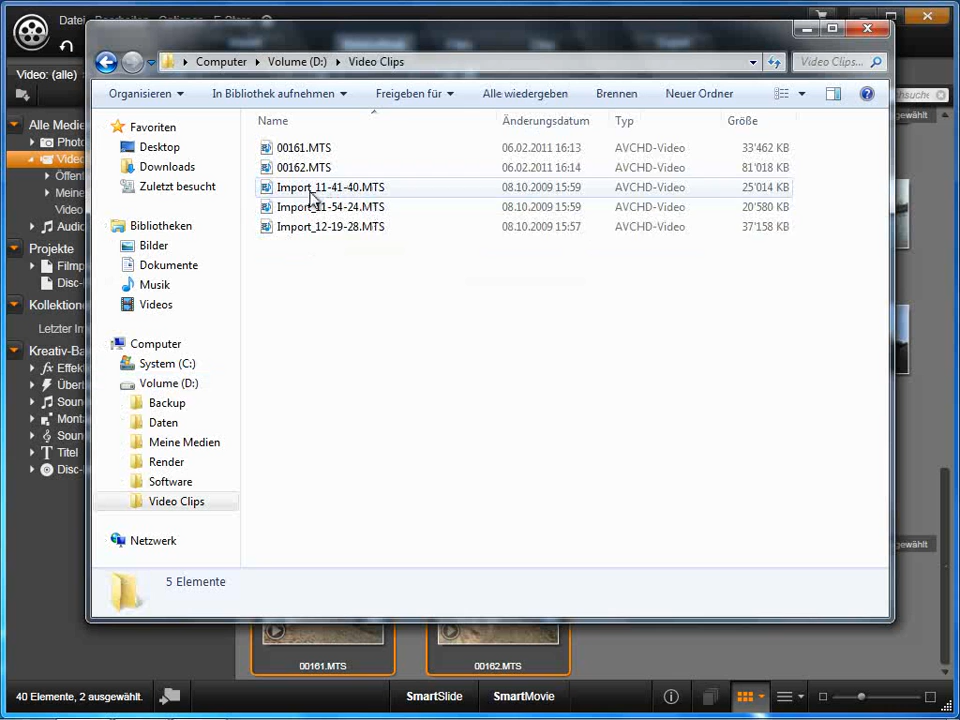 Datei Bearbeiten Optionen E-Store
Computer Volume (D:) Video Clips
Video Clips...
Video: (alle)
Organisieren In Bibliothek aufnehmen Freigeben für Alle wiedergeben Brennen Neuer Ordner
Name Änderungsdatum Typ Größe
00161.MTS 06.02.2011 16:13 AVCHD-Video 33'462 KB
00162.MTS 06.02.2011 16:14 AVCHD-Video 81'018 KB
Import_11-41-40.MTS 08.10.2009 15:59 AVCHD-Video 25'014 KB
Import_11-54-24.MTS 08.10.2009 15:59 AVCHD-Video 20'580 KB
Import_12-19-28.MTS 08.10.2009 15:57 AVCHD-Video 37'158 KB
Favoriten
Desktop
Downloads
Zuletzt besucht
Bibliotheken
Bilder
Dokumente
Musik
Videos
Computer
System (C:)
Volume (D:)
Backup
Daten
Meine Medien
Render
Software
Video Clips
Netzwerk
5 Elemente
Alle Medie
Photo
Video
Öffent
Meine
Video
Audio
Projekte
Filmp
Disc-
Kollektion
Letzter Im
Kreativ-Ba
fx Effek
Übe
Soun
Mont
Soun
T Titel
Disc-
ewählt
ewählt
00161.MTS 00162.MTS
40 Elemente, 2 ausgewählt.
SmartSlide SmartMovie